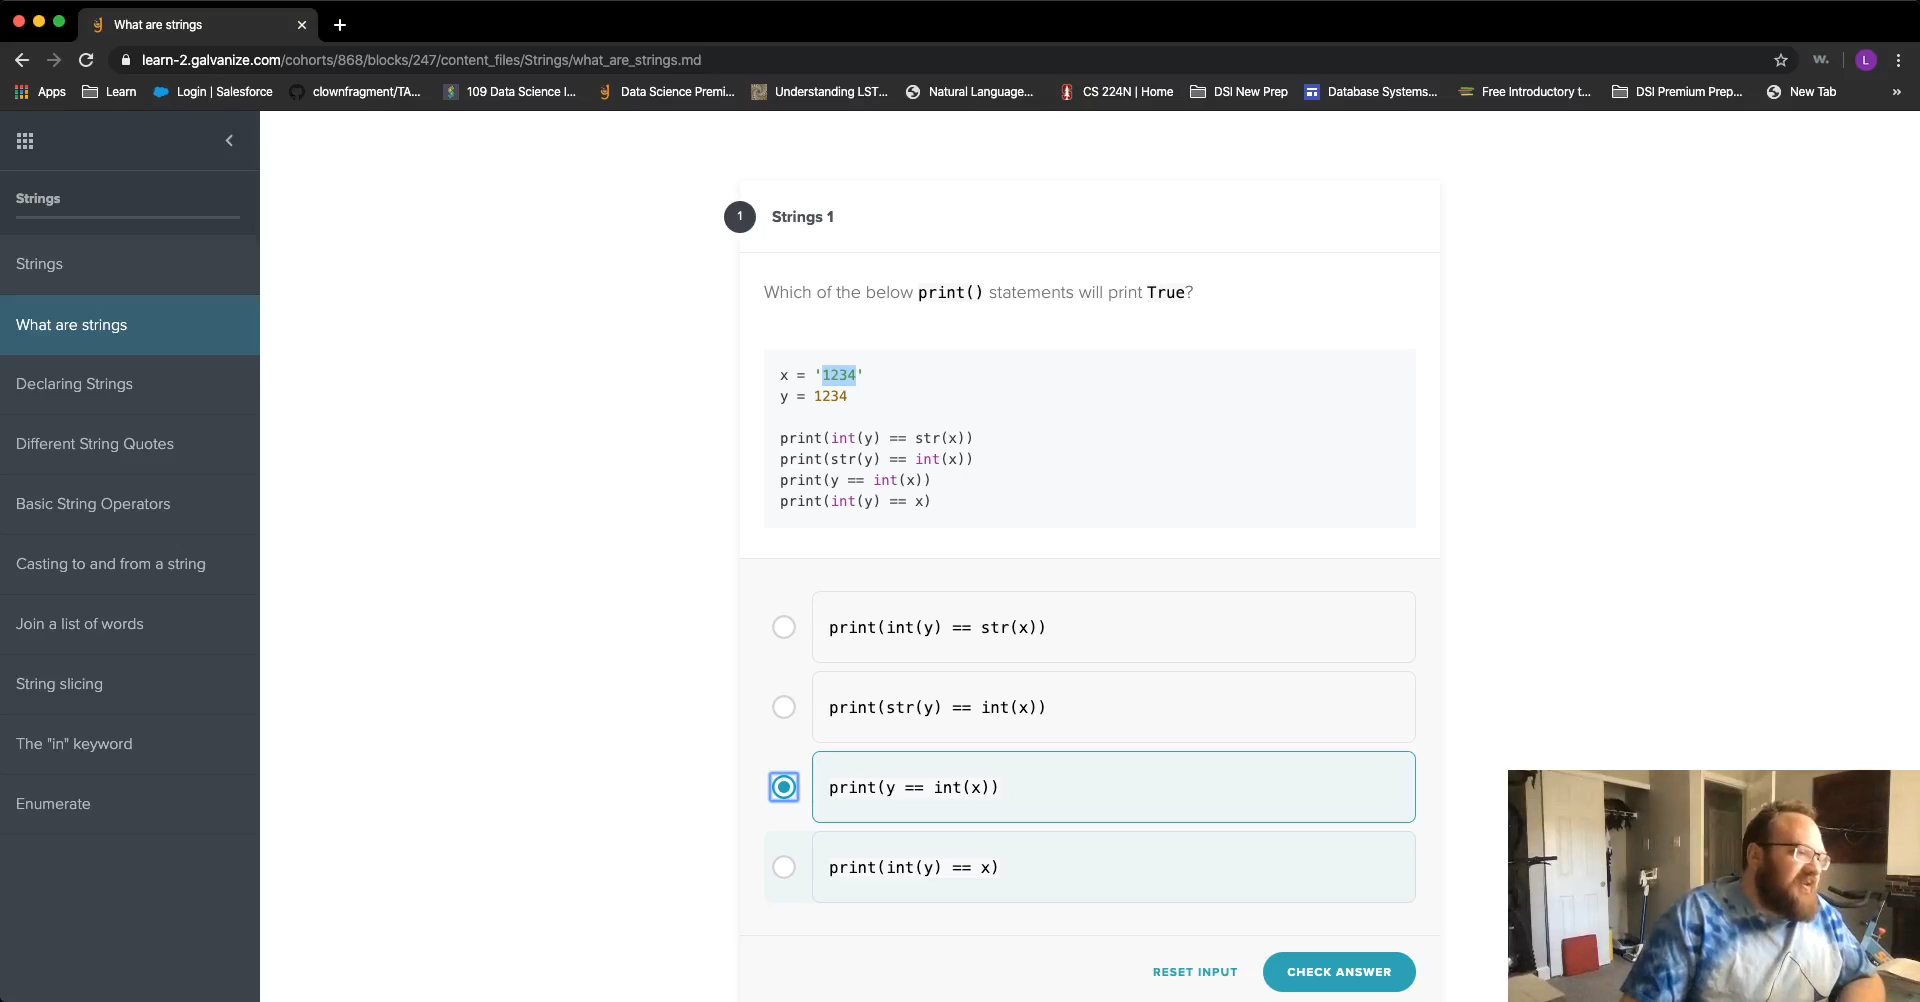 What are strings
learn-2.galvanize.com/cohorts/868/blocks/247/content_files/Strings/what_are_strings.md
W.
L
Apps
Learn
Login | Salesforce
clownfragment/TA...
109 Data Science I...
Data Science Premi...
Understanding LST...
Natural Language...
CS 224N | Home
DSI New Prep
Database Systems...
Free Introductory t...
DSI Premium Prep...
New Tab
»
Strings
Strings
What are strings
Declaring Strings
Different String Quotes
Basic String Operators
Casting to and from a string
Join a list of words
String slicing
The "in" keyword
Enumerate
1
Strings 1
Which of the below print() statements will print True?
x = '1234'
y = 1234
print(int(y) == str(x))
print(str(y) == int(x))
print(y == int(x))
print(int(y) == x)
print(int(y) == str(x))
print(str(y) == int(x))
print(y == int(x))
print(int(y) == x)
RESET INPUT
CHECK ANSWER